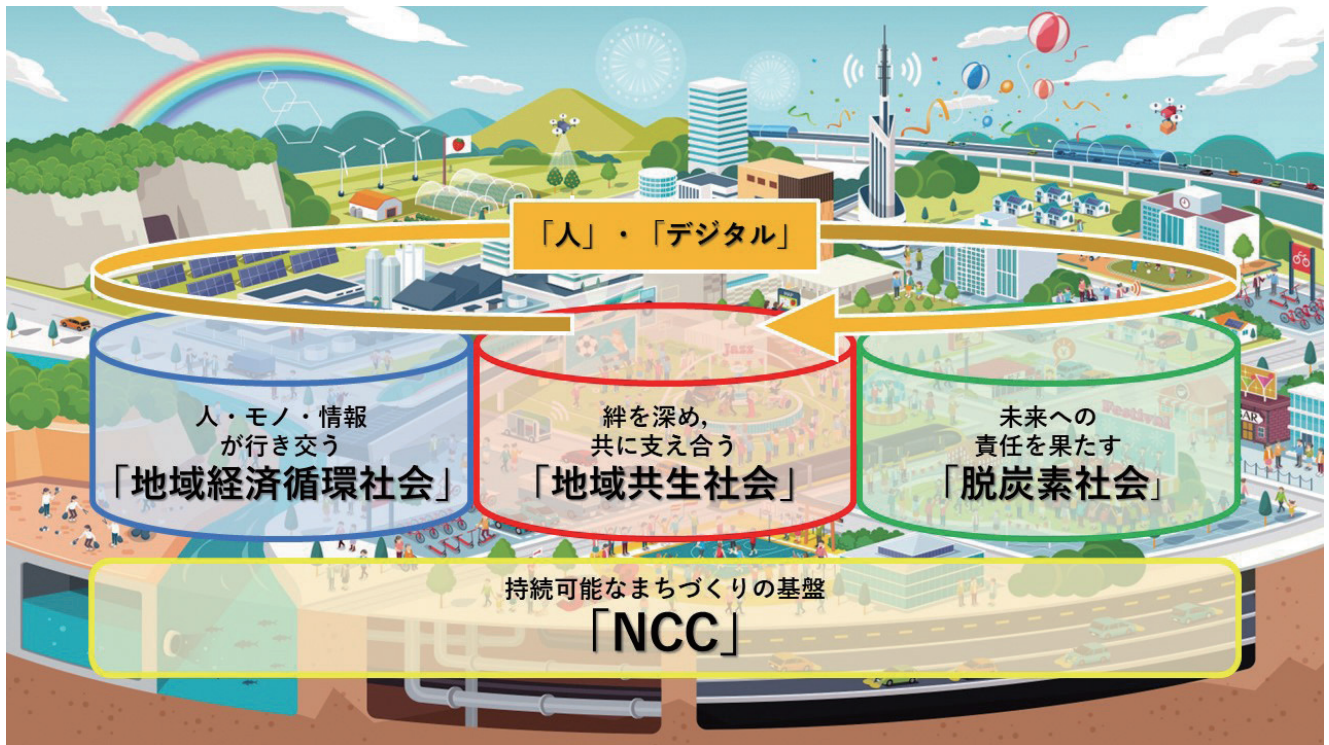 「人」・「デジタル」
人・モノ・情報
が行き交う
「地域経済循環社会」
絆を深め,
共に支え合う
「地域共生社会」
未来への
責任を果たす
「脱炭素社会」
Jazz
Festival
BAR
持続可能なまちづくりの基盤
「NCC」